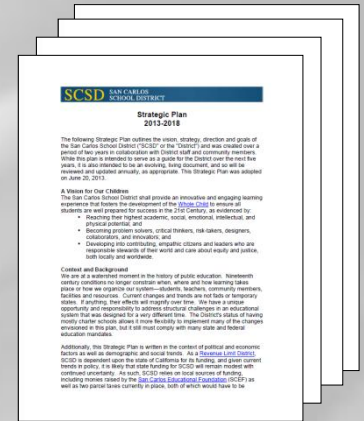 SCSD SAN CARLOS
SCHOOL DISTRICT
Strategic Plan
2013-2018
The following Strategic Plan outlines the vision, strategy, direction and goals of
the San Carlos School District ("SCSD" or the "District") and was created over a
period of two years in collaboration with District staff and community members.
While this plan is intended to serve as a guide for the District over the next five
years, it is also intended to be an evolving, living document, and so will be
reviewed and updated annually, as appropriate. This Strategic Plan was adopted
on June 20, 2013.
A Vision for Our Children
The San Carlos School District shall provide an innovative and engaging learning
experience that fosters the development of the Whole Child to ensure all
students are well prepared for success in the 21st Century, as evidenced by:
• Reaching their highest academic, social, emotional, intellectual, and
physical potential; and
• Becoming problem solvers, critical thinkers, risk-takers, designers,
collaborators, and innovators; and
• Developing into contributing, empathic citizens and leaders who are
responsible stewards of their world and care about equity and justice,
both locally and worldwide.
Context and Background
We are at a watershed moment in the history of public education. Nineteenth
century conditions no longer constrain when, where and how learning takes
place or how we organize our system—students, teachers, community members,
facilities and resources. Current changes and trends are not fads or temporary
states. If anything, their effects will magnify over time. We have a unique
opportunity and responsibility to address structural challenges in an educational
system that was designed for a very different time. The District's status of having
mostly charter schools allows it more flexibility to implement many of the changes
envisioned in this plan, but it still must comply with many state and federal
education mandates.
Additionally, this Strategic Plan is written in the context of political and economic
factors as well as demographic and social trends. As a Revenue Limit District,
SCSD is dependent upon the state of California for its funding, and given current
trends in policy, it is likely that state funding for SCSD will remain modest with
continued uncertainty. As such, SCSD relies on local sources of funding,
including monies raised by the San Carlos Educational Foundation (SCEF) as
well as two parcel taxes currently in place, both of which would have to be